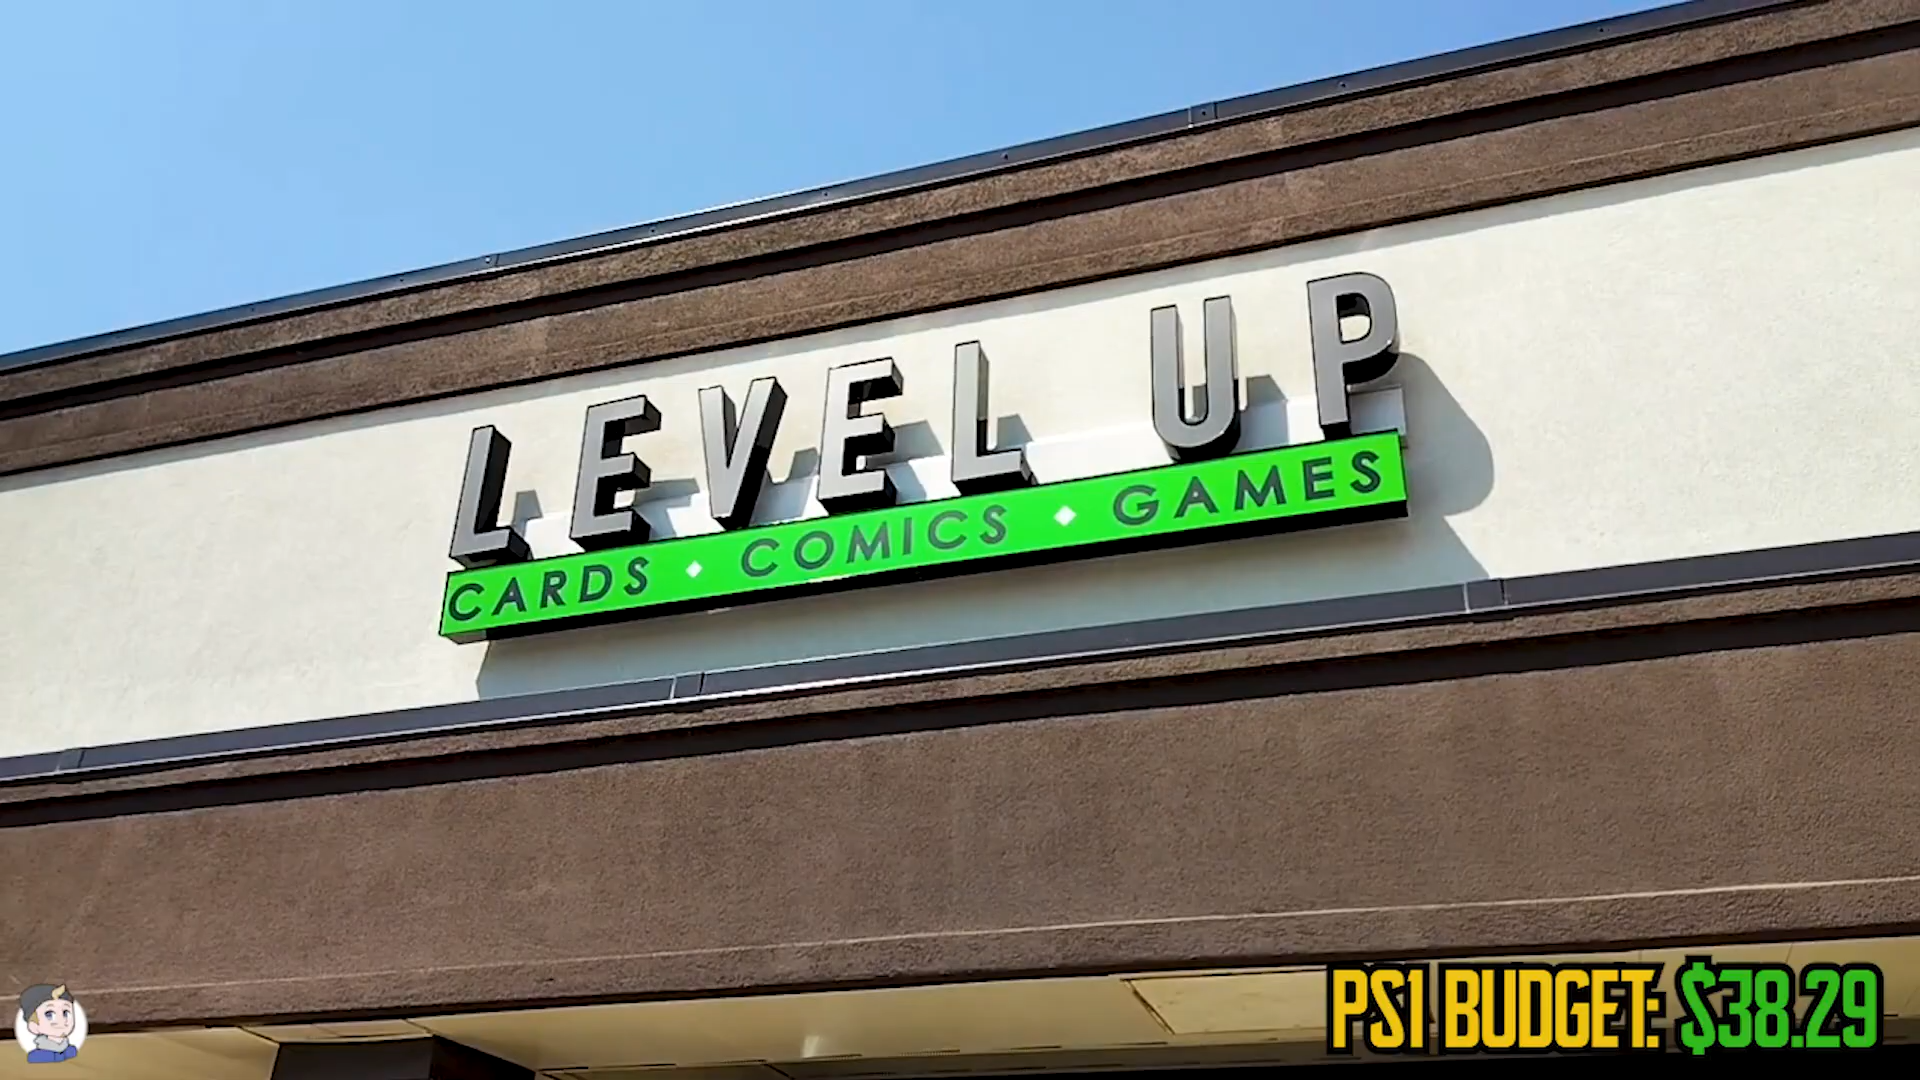 LEVEL UP
CARDS • COMICS • GAMES
PS1 BUDGET: $38.29